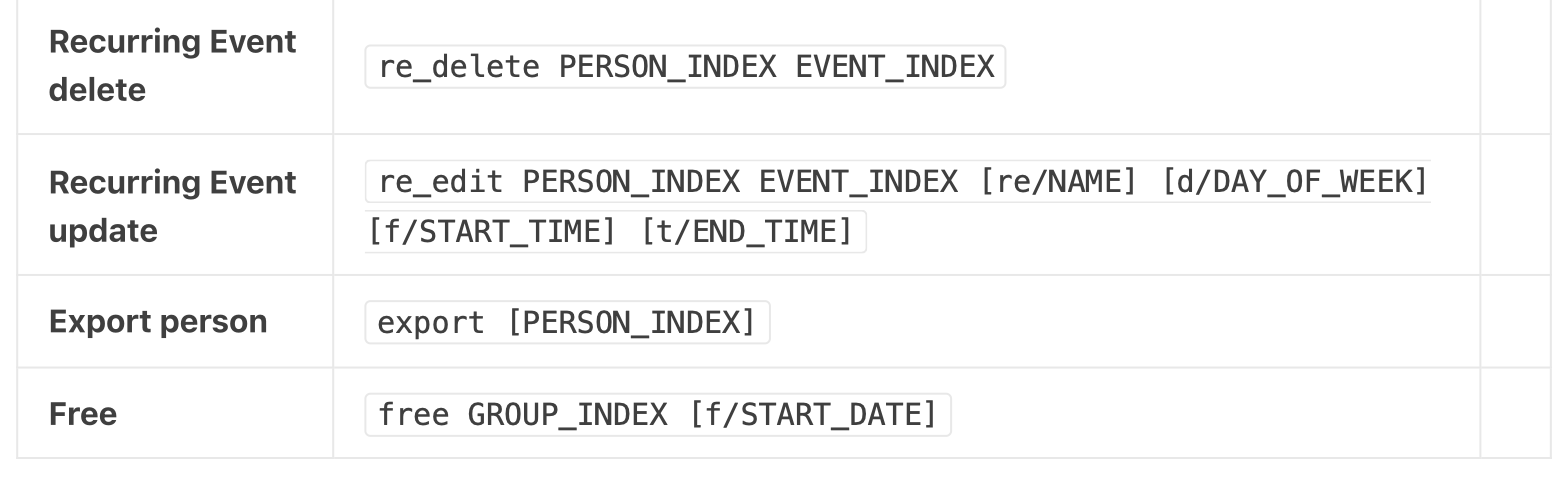 Recurring Event
delete
re_delete PERSON_INDEX EVENT_INDEX
Recurring Event
update
re_edit PERSON_INDEX EVENT_INDEX [re/NAME] [d/DAY_OF_WEEK]
[f/START_TIME] [t/END_TIME]
Export person
export [PERSON_INDEX]
Free
free GROUP_INDEX [f/START_DATE]